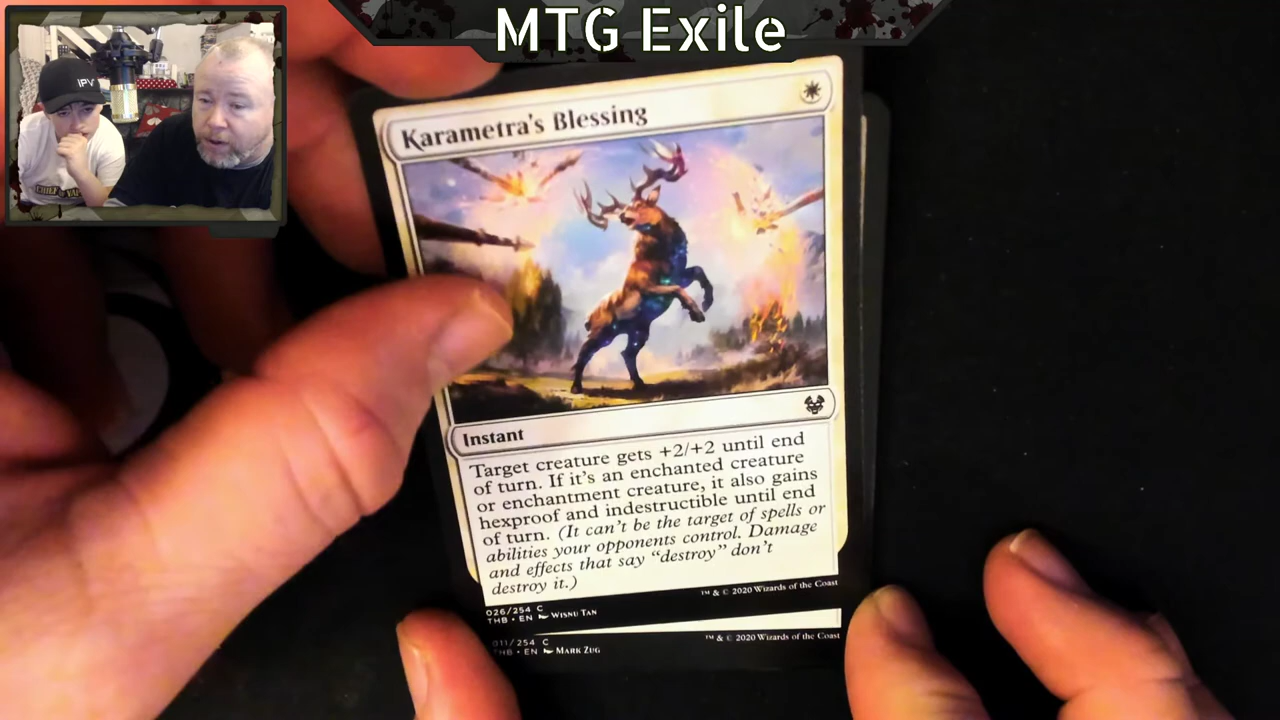 MTG Exile
IPV
Karametra's Blessing
Instant
Target creature gets +2/+2 until end
of turn. If it's an enchanted creature
or enchantment creature, it also gains
hexproof and indestructible until end
of turn. (It can't be the target of spells or
abilities your opponents control. Damage
and effects that say "destroy" don't
destroy it.)
026/254 C
THB • EN Wisnu Tan
™ & © 2020 Wizards of the Coast
011/254 C
THB • EN Mark Zug
™ & © 2020 Wizards of the Coast